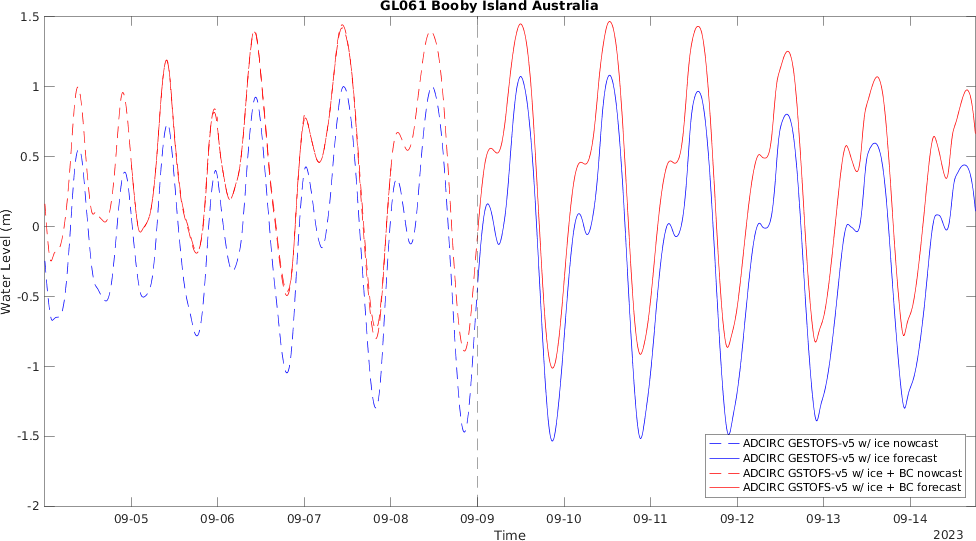 GL061 Booby Island Australia
1.5
1
0.5
0
-0.5
-1
-1.5
-2
Water Level (m)
09-05 09-06 09-07 09-08 09-09 09-10 09-11 09-12 09-13 09-14
Time
2023
ADCIRC GESTOFS-v5 w/ ice nowcast
ADCIRC GESTOFS-v5 w/ ice forecast
ADCIRC GSTOFS-v5 w/ ice + BC nowcast
ADCIRC GSTOFS-v5 w/ ice + BC forecast